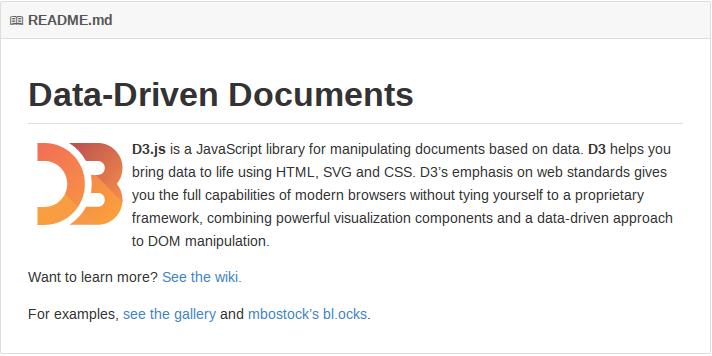 README.md
Data-Driven Documents
D3
D3.js is a JavaScript library for manipulating documents based on data. D3 helps you
bring data to life using HTML, SVG and CSS. D3’s emphasis on web standards gives
you the full capabilities of modern browsers without tying yourself to a proprietary
framework, combining powerful visualization components and a data-driven approach
to DOM manipulation.
Want to learn more? See the wiki.
For examples, see the gallery and mbostock’s bl.ocks.